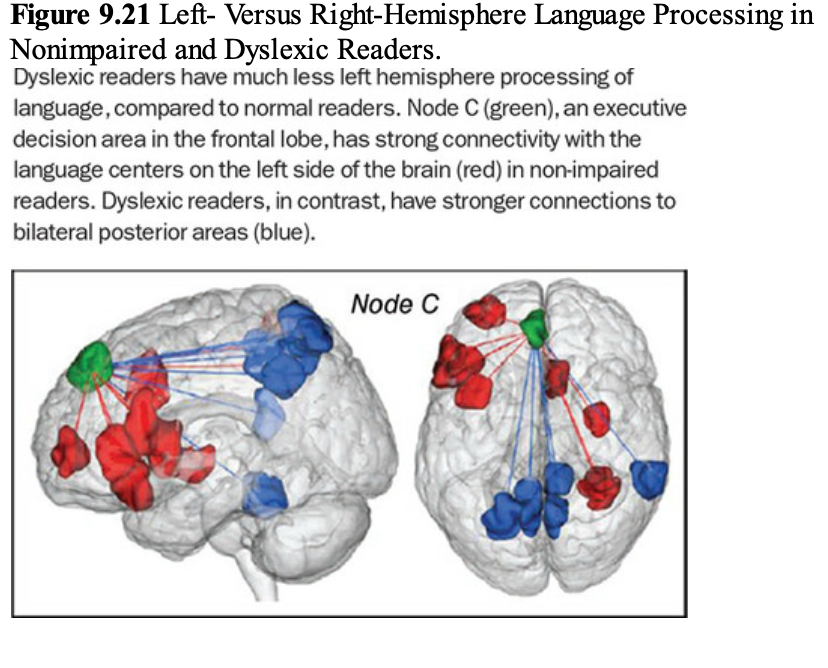 Figure 9.21 Left- Versus Right-Hemisphere Language Processing in
Nonimpaired and Dyslexic Readers.
Dyslexic readers have much less left hemisphere processing of
language, compared to normal readers. Node C (green), an executive
decision area in the frontal lobe, has strong connectivity with the
language centers on the left side of the brain (red) in non-impaired
readers. Dyslexic readers, in contrast, have stronger connections to
bilateral posterior areas (blue).
Node C